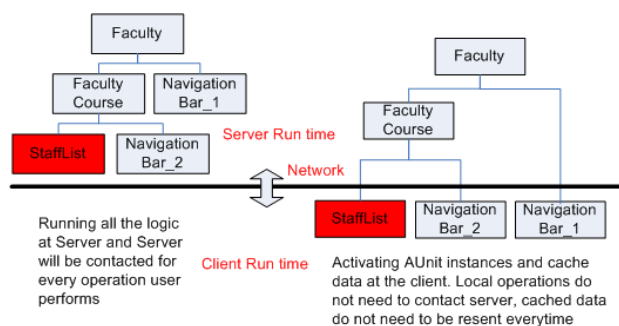 Faculty
Faculty
Course
Navigation
Bar_1
StaffList
Navigation
Bar_2
Server Run time
Faculty
Faculty
Course
Network
StaffList
Navigation
Bar_2
Navigation
Bar_1
Running all the logic
at Server and Server
will be contacted for
every operation user
performs
Client Run time
Activating AUnit instances and cache
data at the client. Local operations do
not need to contact server, cached data
do not need to be resent everytime